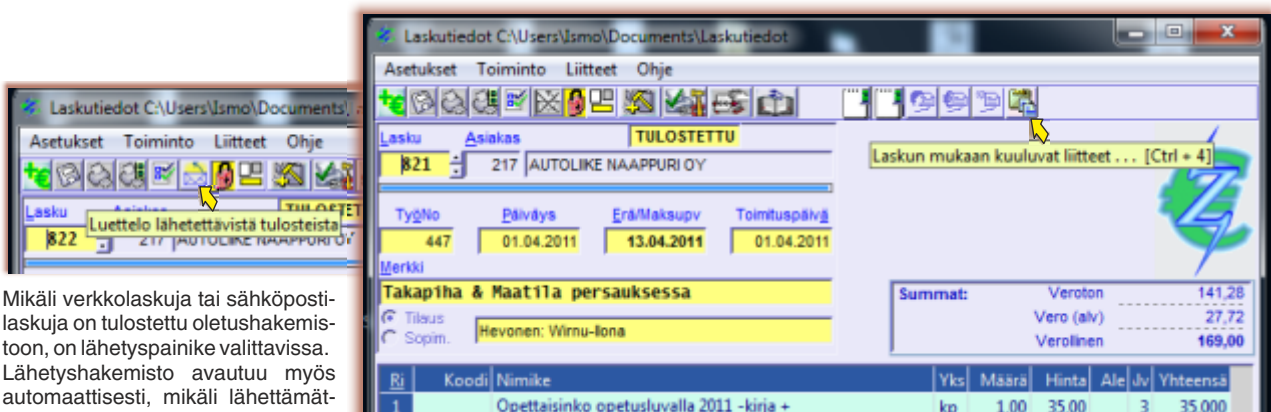 Laskutiedot C:\Users\Ismo\Documents\
Asetukset Toiminto Liitteet Ohje
Lasku
Luettelo lähetettävistä tulosteista
822
217 AUTOLIIKE NAAPPURI OY
Mikäli verkkolaskuja tai sähköposti-
laskuja on tulostettu oletushakemis-
toon, on lähetyspainike valittavissa.
Lähetyshakemisto avautuu myös
automaattisesti, mikäli lähettämät-
Laskutiedot C:\Users\Ismo\Documents\Laskutiedot
Asetukset Toiminto Liitteet Ohje
Lasku Asiakas TULOSTETTU
821 217 AUTOLIIKE NAAPPURI OY
Laskun mukaan kuuluvat liitteet . . . [Ctrl + 4]
TyöNo Päiväys Erä/Maksupv Toimituspäivä
447 01.04.2011 13.04.2011 01.04.2011
Merkki
Takapiha & Maatila persauksessa
Tilaus
Sopim.
Hevonen: Wirnu-Ilona
Summat: Veroton 141,28
Vero (alv) 27,72
Verollinen 169,00
Ri Koodi Nimike Yks Määrä Hinta Ale Jv Yhteensä
1 Opettaisinko opetusluvalla 2011 -kirja + kp 1,00 35,00 3 35,000